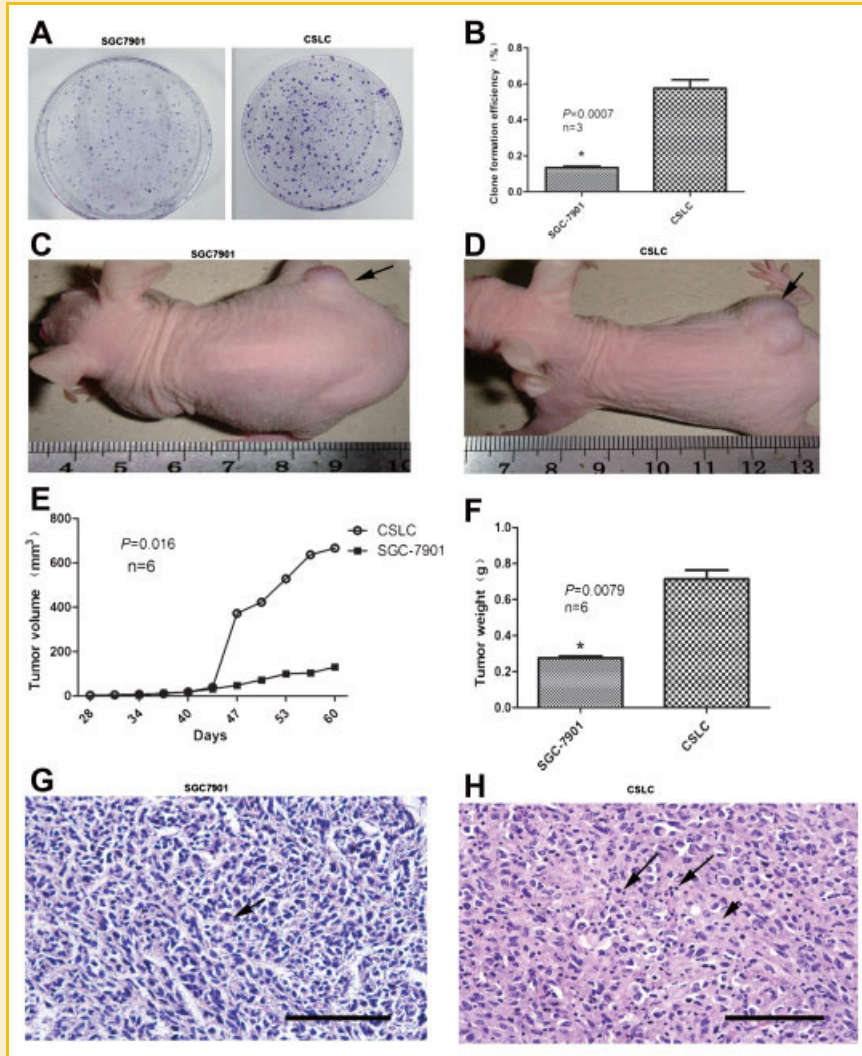 A
SGC7901
CSLC
B
Clone formation efficiency (%)
0.8
0.6
0.4
0.2
0.0
P=0.0007
n=3
*
SGC-7901
CSLC
C
SGC7901
4 5 6 7 8 9 10
D
CSLC
7 8 9 10 11 12 13
E
Tumor volume (mm³)
800
600
400
200
0
P=0.016
n=6
CSLC
SGC-7901
28 34 40 47 53 60
Days
F
Tumor weight (g)
1.0
0.8
0.6
0.4
0.2
0.0
P=0.0079
n=6
*
SGC-7901
CSLC
G
SGC7901
H
CSLC